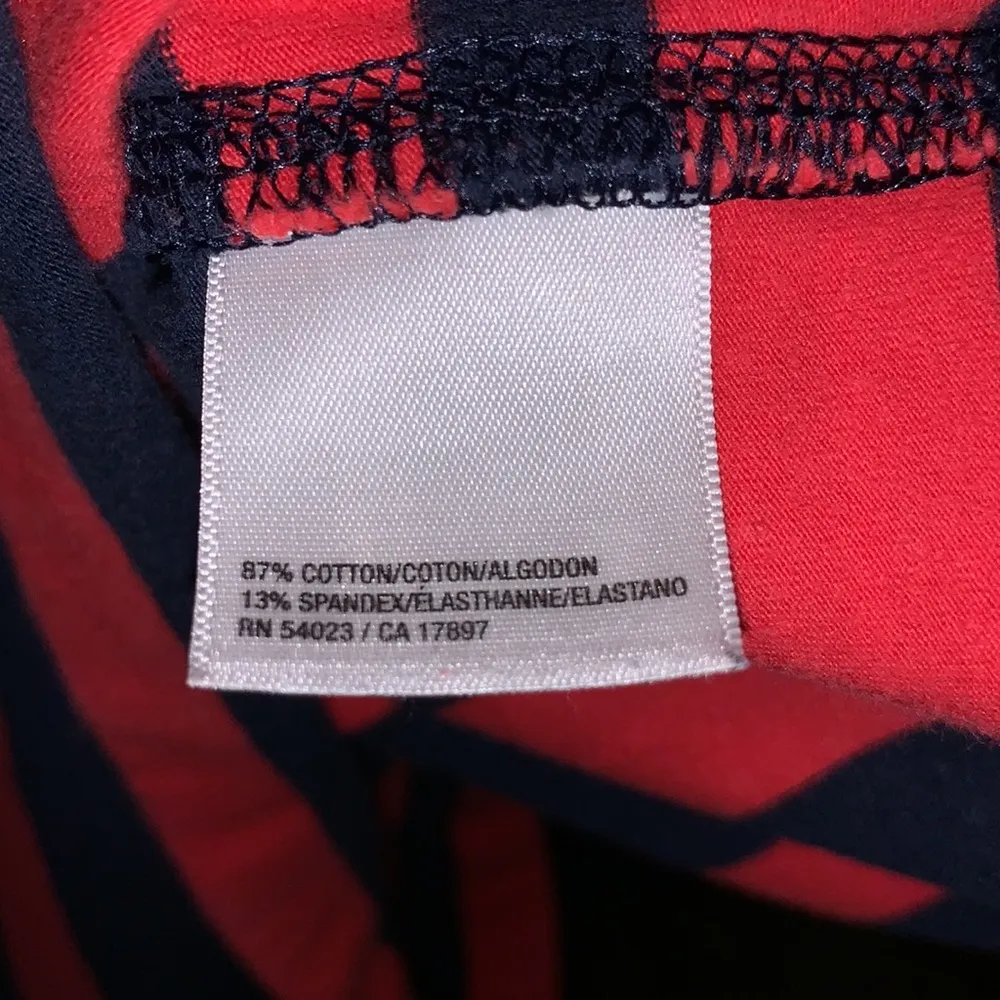 87% COTTON/COTON/ALGODON
13% SPANDEX/ÉLASTHANNE/ELASTANO
RN 54023 / CA 17897